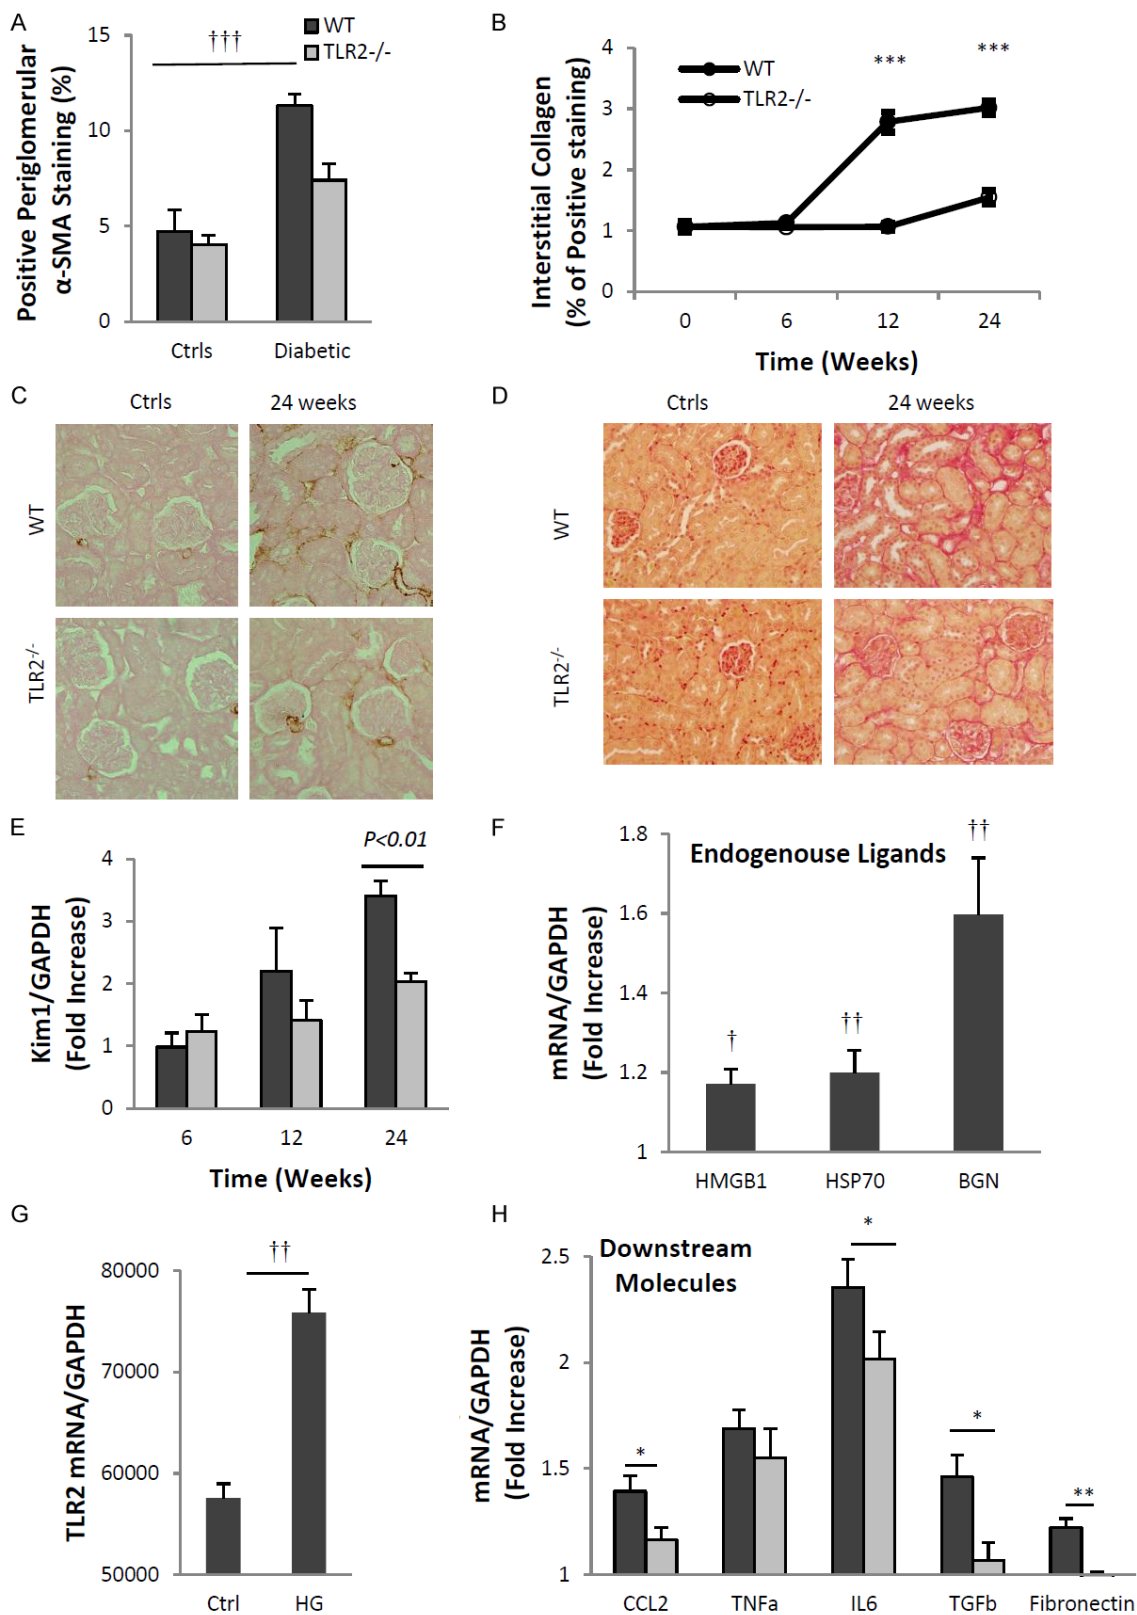 A
15
†††
WT
TLR2-/-
10
5
0
Positive Periglomerular
α-SMA Staining (%)
Ctrls
Diabetic
B
4
***
***
WT
TLR2-/-
3
2
1
0
Interstitial Collagen
(% of Positive staining)
0
6
12
24
Time (Weeks)
C
Ctrls
24 weeks
WT
TLR2-/-
D
Ctrls
24 weeks
WT
TLR2-/-
E
P<0.01
4
3
2
1
0
Kim1/GAPDH
(Fold Increase)
6
12
24
Time (Weeks)
F
1.8
††
Endogenouse Ligands
1.6
1.4
††
†
1.2
1
mRNA/GAPDH
(Fold Increase)
HMGB1
HSP70
BGN
G
††
80000
70000
60000
50000
TLR2 mRNA/GAPDH
Ctrl
HG
H
*
2.5
Downstream
Molecules
2
*
*
1.5
**
1
mRNA/GAPDH
(Fold Increase)
CCL2
TNFa
IL6
TGFb
Fibronectin